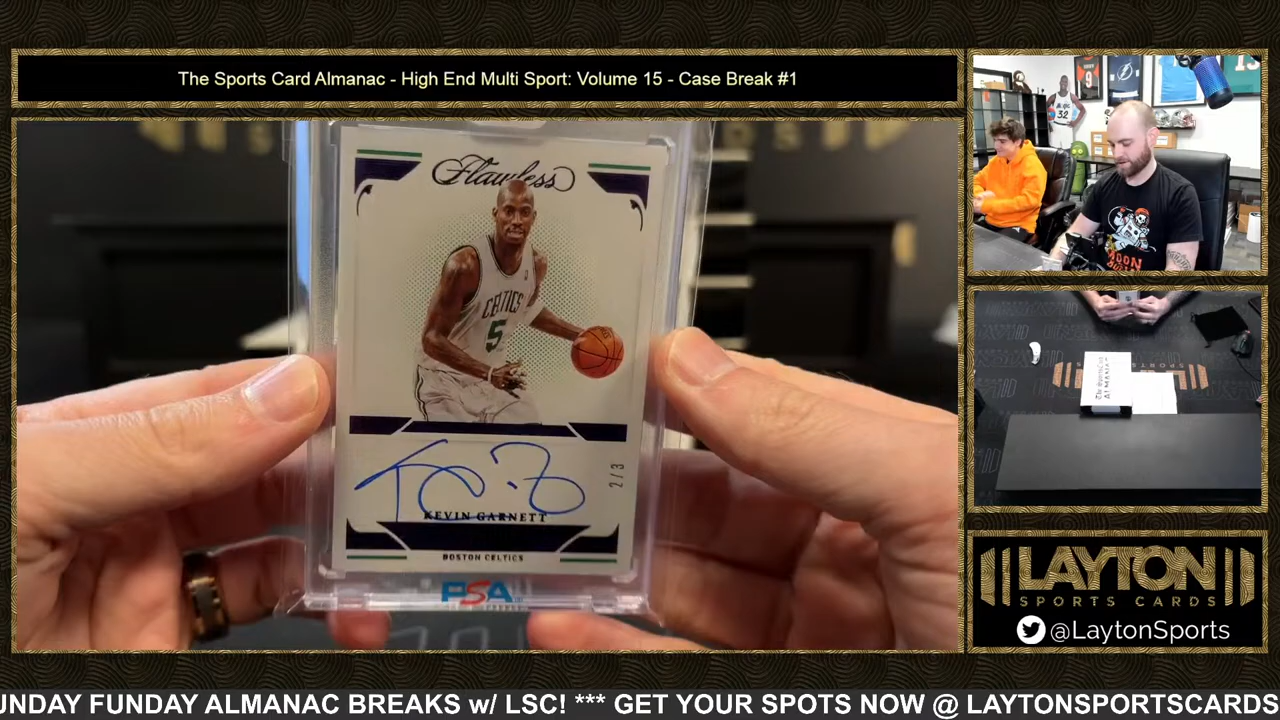 The Sports Card Almanac - High End Multi Sport: Volume 15 - Case Break #1
Flawless
CELTICS
5
2/3
KEVIN GARNETT
BOSTON CELTICS
PSA
32
LAYTON
SPORTS CARDS
@LaytonSports
UNDAY FUNDAY ALMANAC BREAKS w/ LSC! *** GET YOUR SPOTS NOW @ LAYTONSPORTSCARDS